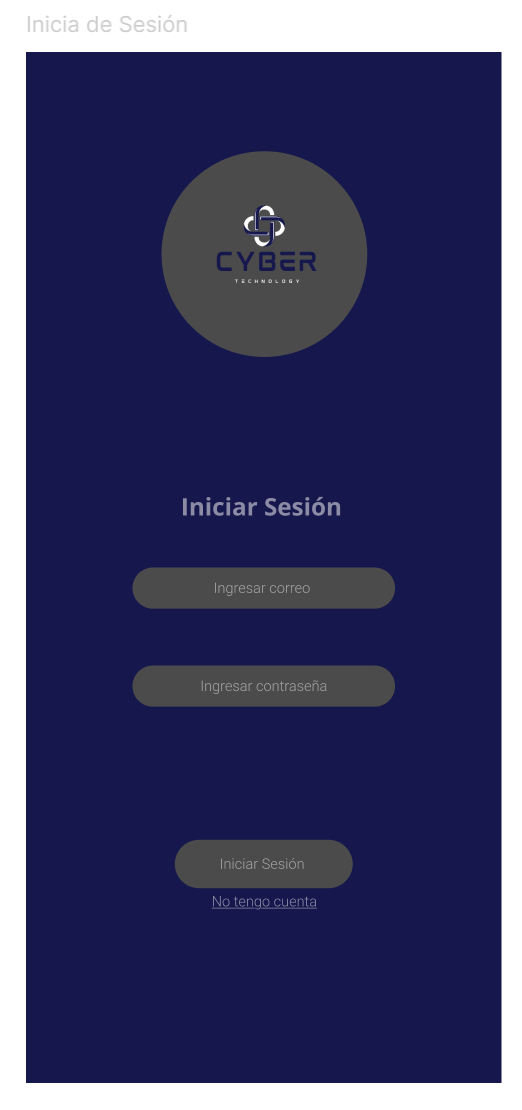 Inicia de Sesión
CYBER
TECHNOLOGY
Iniciar Sesión
Ingresar correo
Ingresar contraseña
Iniciar Sesión
No tengo cuenta